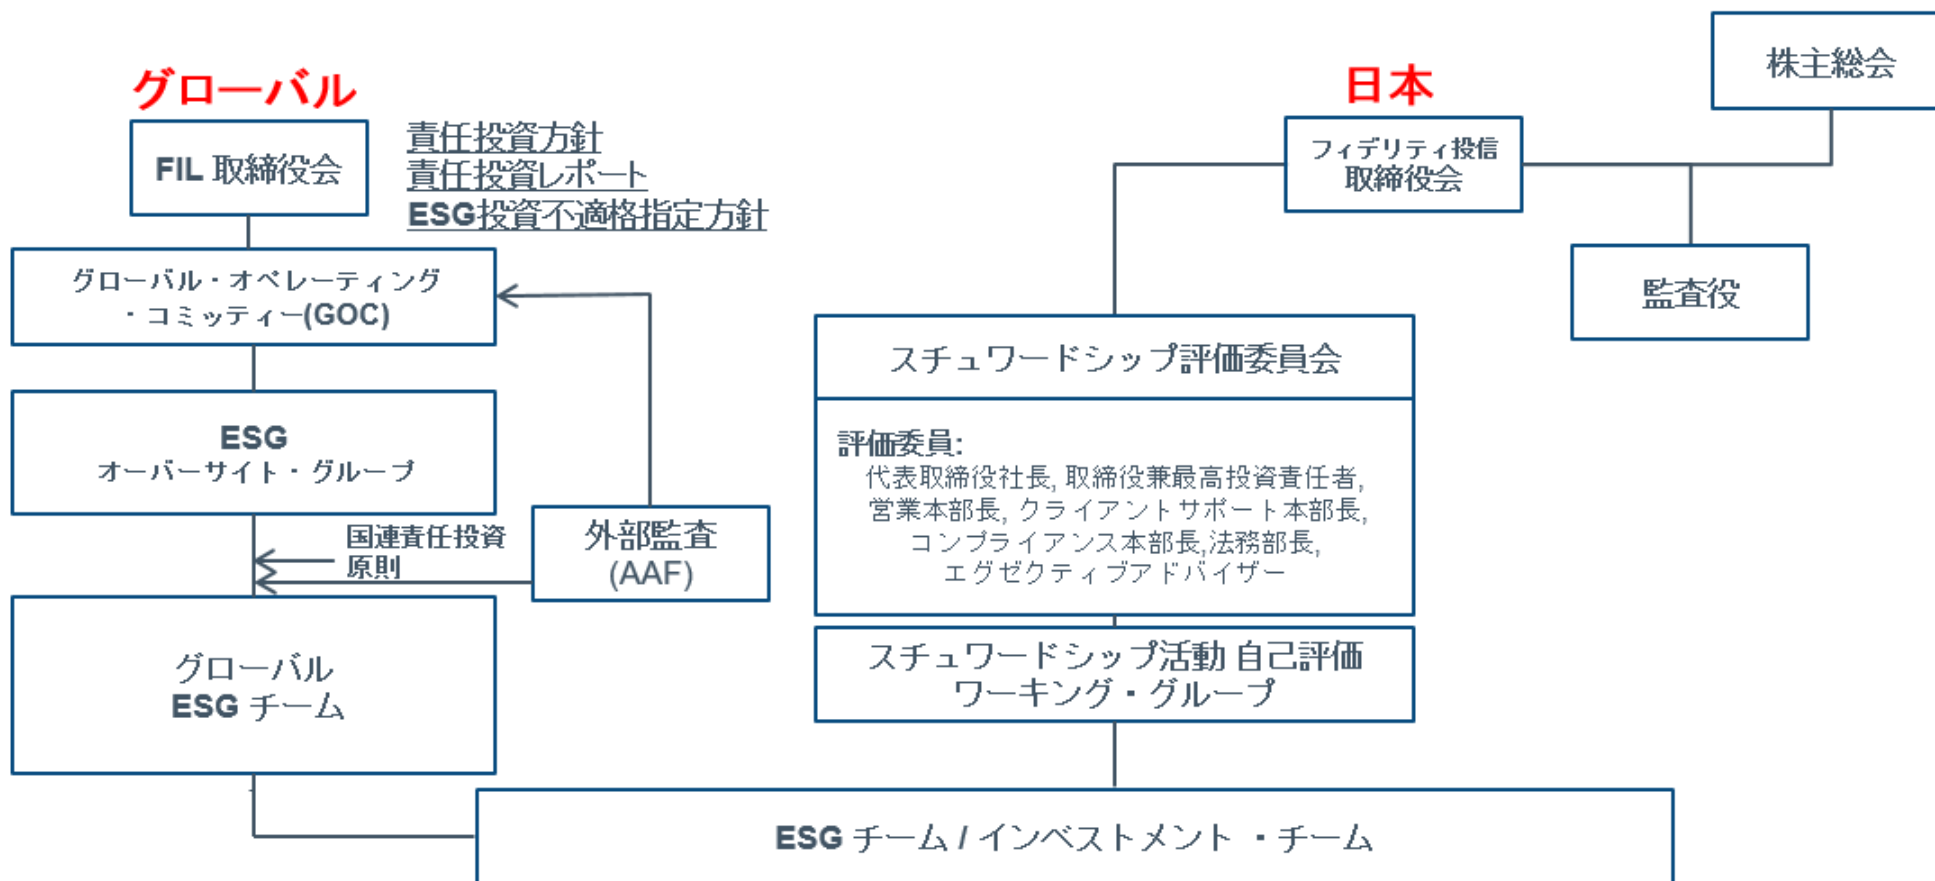 グローバル
FIL 取締役会
責任投資方針
責任投資レポート
ESG投資不適格指定方針
グローバル・オペレーティング
・コミッティー(GOC)
ESG
オーバーサイト・グループ
国連責任投資
原則
外部監査
(AAF)
グローバル
ESG チーム
日本
株主総会
フィデリティ投信
取締役会
監査役
スチュワードシップ評価委員会
評価委員:
代表取締役社長, 取締役兼最高投資責任者,
営業本部長, クライアントサポート本部長,
コンプライアンス本部長,法務部長,
エグゼクティブアドバイザー
スチュワードシップ活動 自己評価
ワーキング・グループ
ESG チーム / インベストメント ・チーム